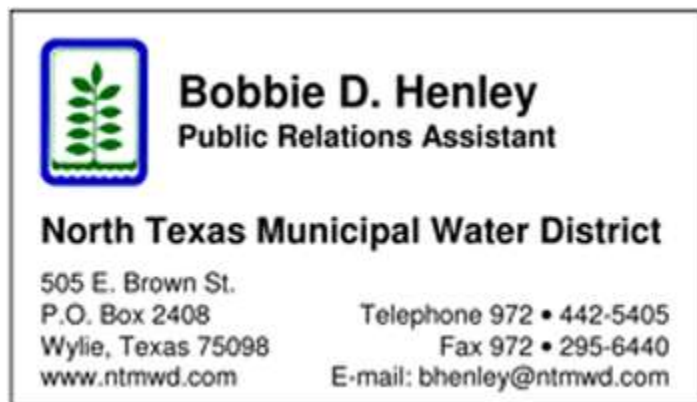 Bobbie D. Henley
Public Relations Assistant
North Texas Municipal Water District
505 E. Brown St.
P.O. Box 2408
Wylie, Texas 75098
www.ntmwd.com
Telephone 972 • 442-5405
Fax 972 • 295-6440
E-mail: bhenley@ntmwd.com